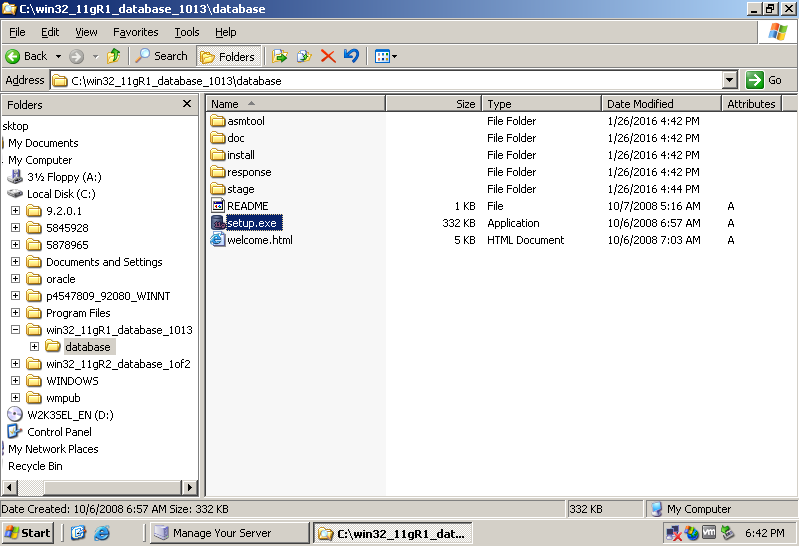 C:\win32_11gR1_database_1013\database
File Edit View Favorites Tools Help
Back Search Folders
Address C:\win32_11gR1_database_1013\database Go
Folders
sktop
My Documents
My Computer
3½ Floppy (A:)
Local Disk (C:)
9.2.0.1
5845928
5878965
Documents and Settings
oracle
p4547809_92080_WINNT
Program Files
win32_11gR1_database_1013
database
win32_11gR2_database_1of2
WINDOWS
wmpub
W2K3SEL_EN (D:)
Control Panel
My Network Places
Recycle Bin
Name Size Type Date Modified Attributes
asmtool File Folder 1/26/2016 4:42 PM
doc File Folder 1/26/2016 4:42 PM
install File Folder 1/26/2016 4:42 PM
response File Folder 1/26/2016 4:42 PM
stage File Folder 1/26/2016 4:44 PM
README 1 KB File 10/7/2008 5:16 AM A
setup.exe 332 KB Application 10/6/2008 6:57 AM A
welcome.html 5 KB HTML Document 10/6/2008 7:03 AM A
Date Created: 10/6/2008 6:57 AM Size: 332 KB 332 KB My Computer
Start Manage Your Server C:\win32_11gR1_dat... 6:42 PM